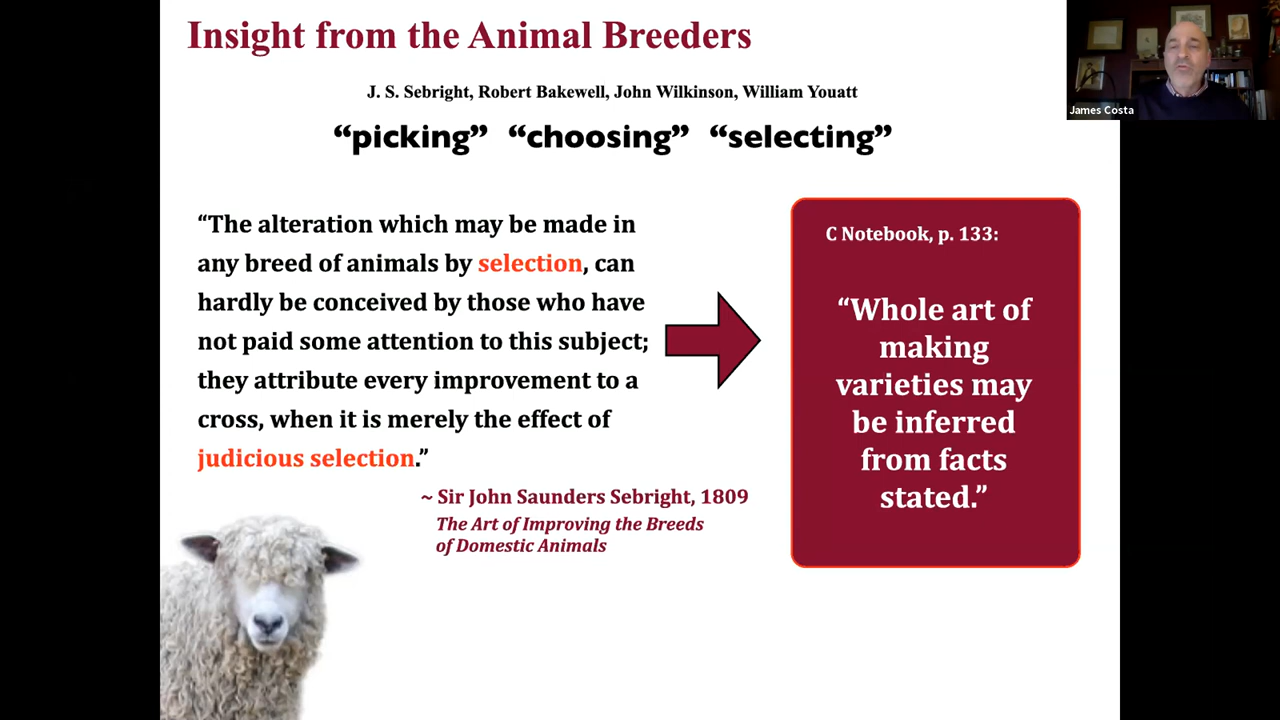 Insight from the Animal Breeders
James Costa
J. S. Sebright, Robert Bakewell, John Wilkinson, William Youatt
“picking” “choosing” “selecting”
“The alteration which may be made in
any breed of animals by selection, can
hardly be conceived by those who have
not paid some attention to this subject;
they attribute every improvement to a
cross, when it is merely the effect of
judicious selection.”
~ Sir John Saunders Sebright, 1809
The Art of Improving the Breeds
of Domestic Animals
C Notebook, p. 133:
“Whole art of
making
varieties may
be inferred
from facts
stated.”